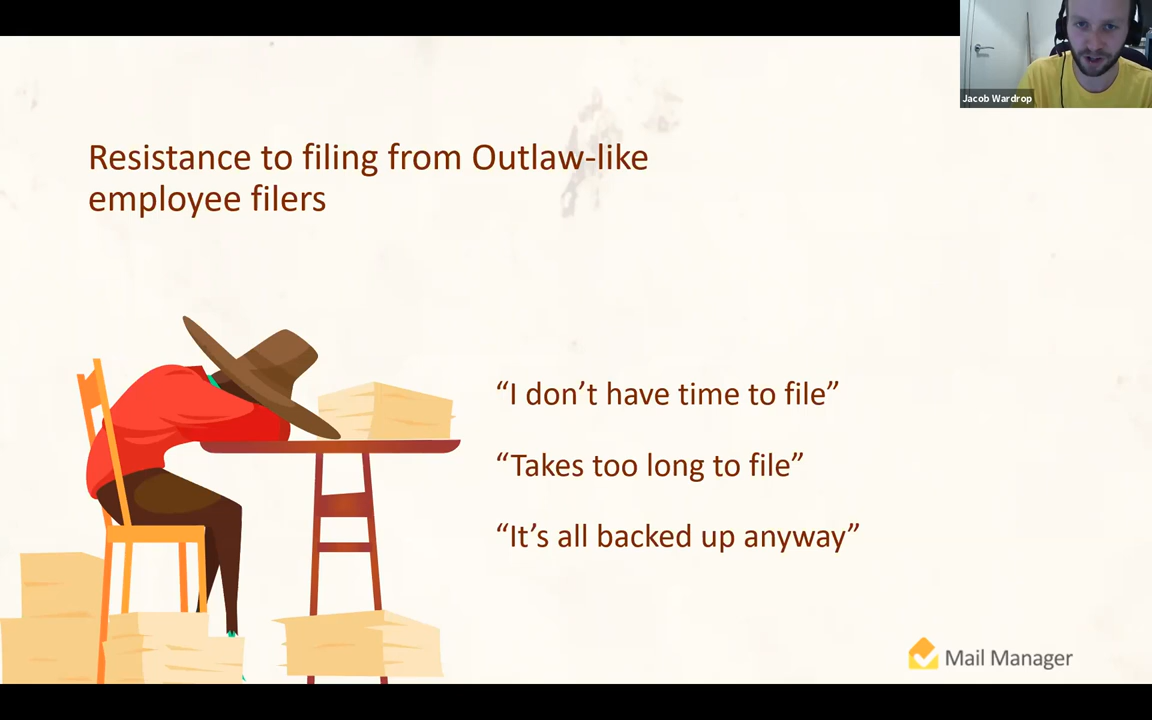 Jacob Wardrop
Resistance to filing from Outlaw-like
employee filers
“I don’t have time to file”
“Takes too long to file”
“It’s all backed up anyway”
Mail Manager